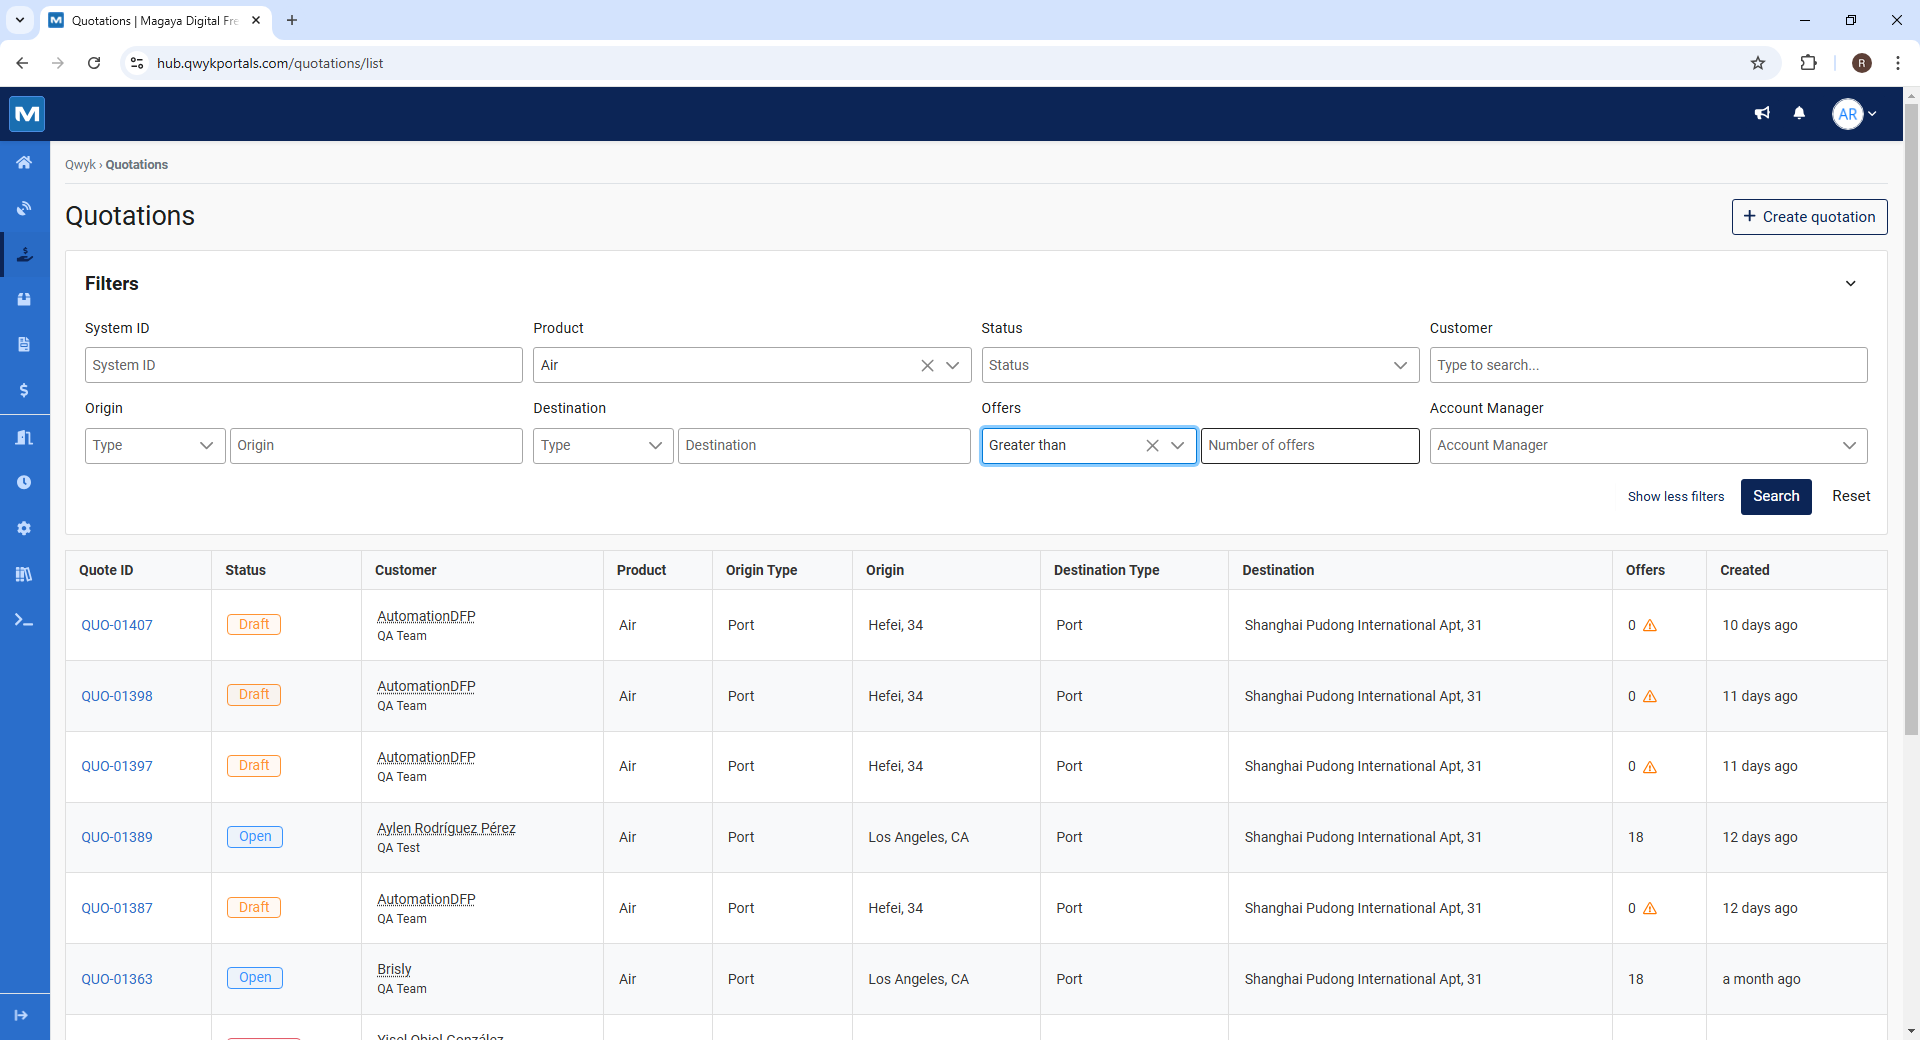 Quotations | Magaya Digital Fre
hub.qwykportals.com/quotations/list
R
M
AR
Qwyk › Quotations
Quotations
+ Create quotation
Filters
System ID Product Status Customer
System ID Air Status Type to search...
Origin Destination Offers Account Manager
Type Origin Type Destination Greater than Number of offers Account Manager
Show less filters Search Reset
Quote ID Status Customer Product Origin Type Origin Destination Type Destination Offers Created
QUO-01407 Draft AutomationDFP QA Team Air Port Hefei, 34 Port Shanghai Pudong International Apt, 31 0 10 days ago
QUO-01398 Draft AutomationDFP QA Team Air Port Hefei, 34 Port Shanghai Pudong International Apt, 31 0 11 days ago
QUO-01397 Draft AutomationDFP QA Team Air Port Hefei, 34 Port Shanghai Pudong International Apt, 31 0 11 days ago
QUO-01389 Open Aylen Rodríguez Pérez QA Test Air Port Los Angeles, CA Port Shanghai Pudong International Apt, 31 18 12 days ago
QUO-01387 Draft AutomationDFP QA Team Air Port Hefei, 34 Port Shanghai Pudong International Apt, 31 0 12 days ago
QUO-01363 Open Brisly QA Team Air Port Los Angeles, CA Port Shanghai Pudong International Apt, 31 18 a month ago